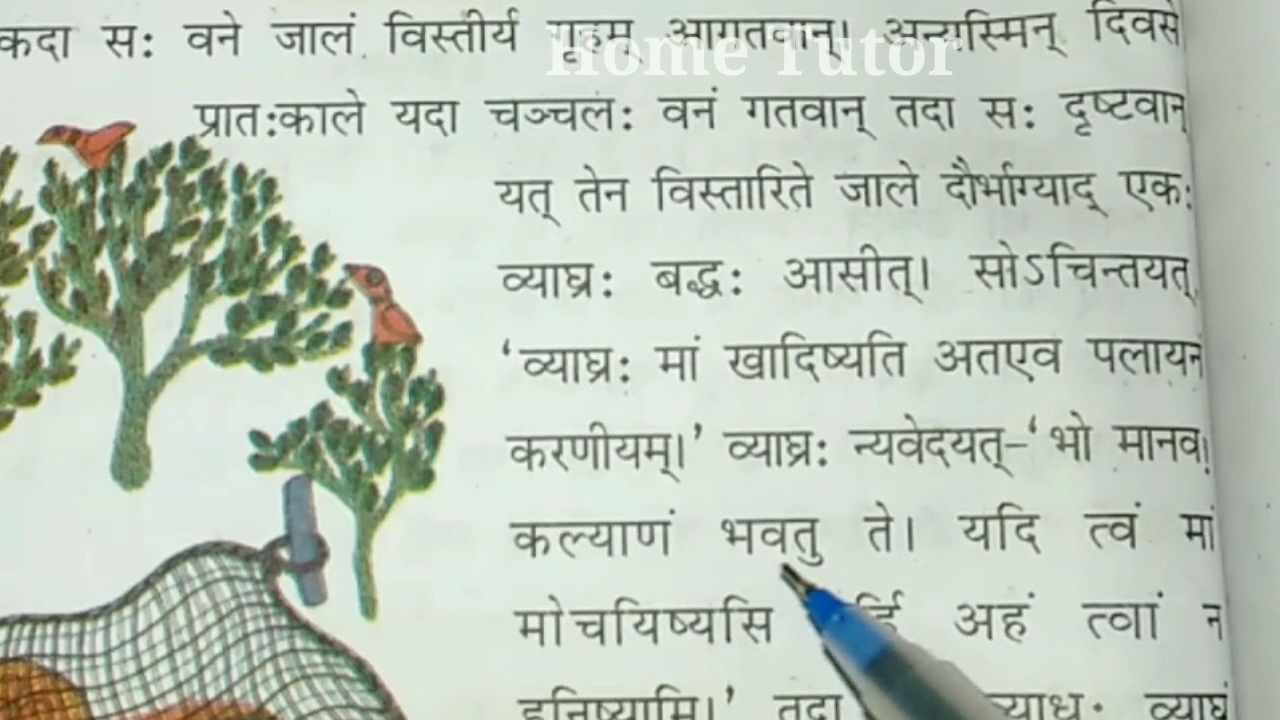 कदा सः वने जालं विस्तीर्य गृहम् आगतवान्। अन्यस्मिन् दिवसे
Home Tutor
प्रातःकाले यदा चञ्चलः वनं गतवान् तदा सः दृष्टवान्
यत् तेन विस्तारिते जाले दौर्भाग्याद् एकः
व्याघ्रः बद्धः आसीत्। सोऽचिन्तयत्,
‘व्याघ्रः मां खादिष्यति अतएव पलायन
करणीयम्।’ व्याघ्रः न्यवेदयत्-‘भो मानव!
कल्याणं भवतु ते। यदि त्वं मां
मोचयिष्यसि अहं त्वां न
हनिष्यामि।’ तदा व्याघ्रं